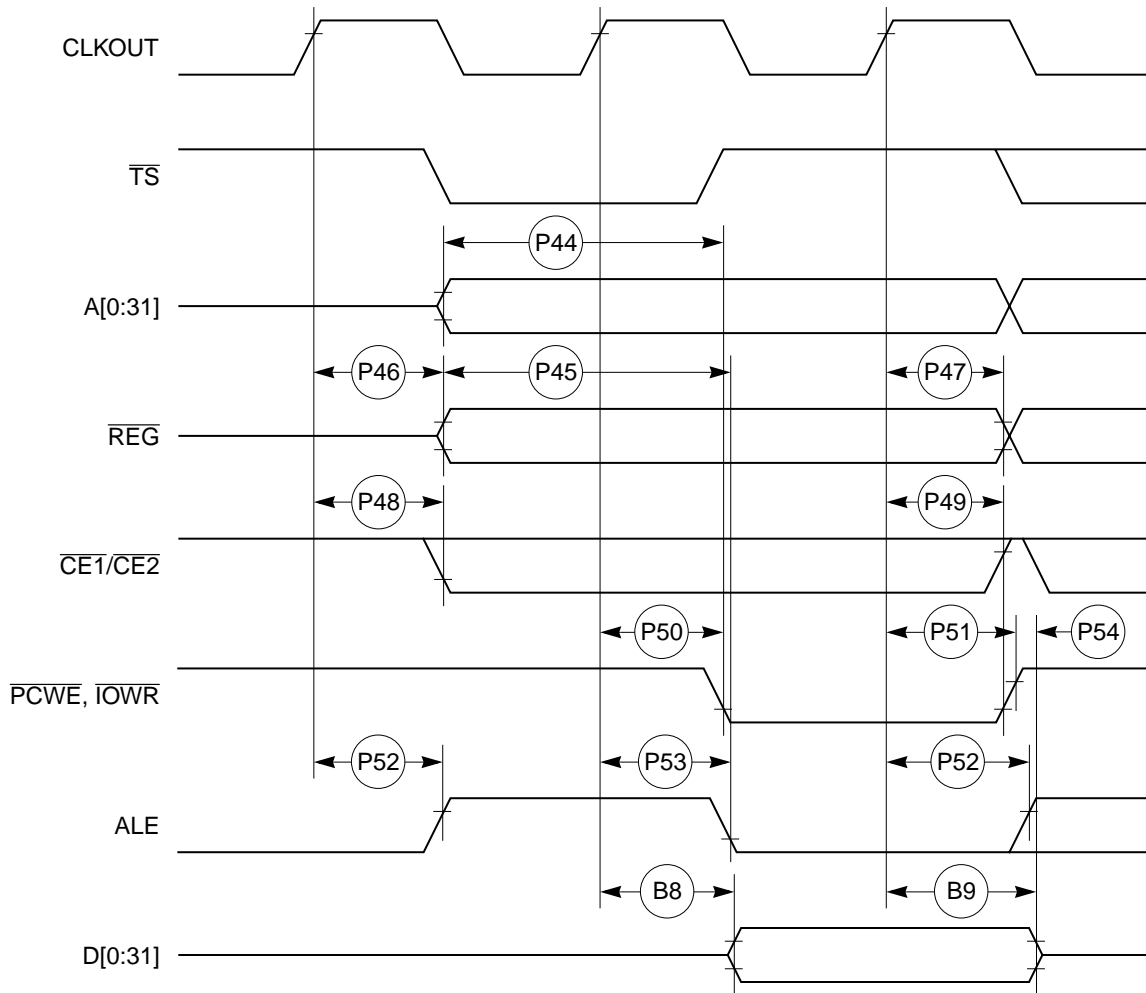 CLKOUT
TS
P44
A[0:31]
P46 P45 P47
REG
P48 P49
CE1/CE2
P50 P51 P54
PCWE, IOWR
P52 P53 P52
ALE
B8 B9
D[0:31]